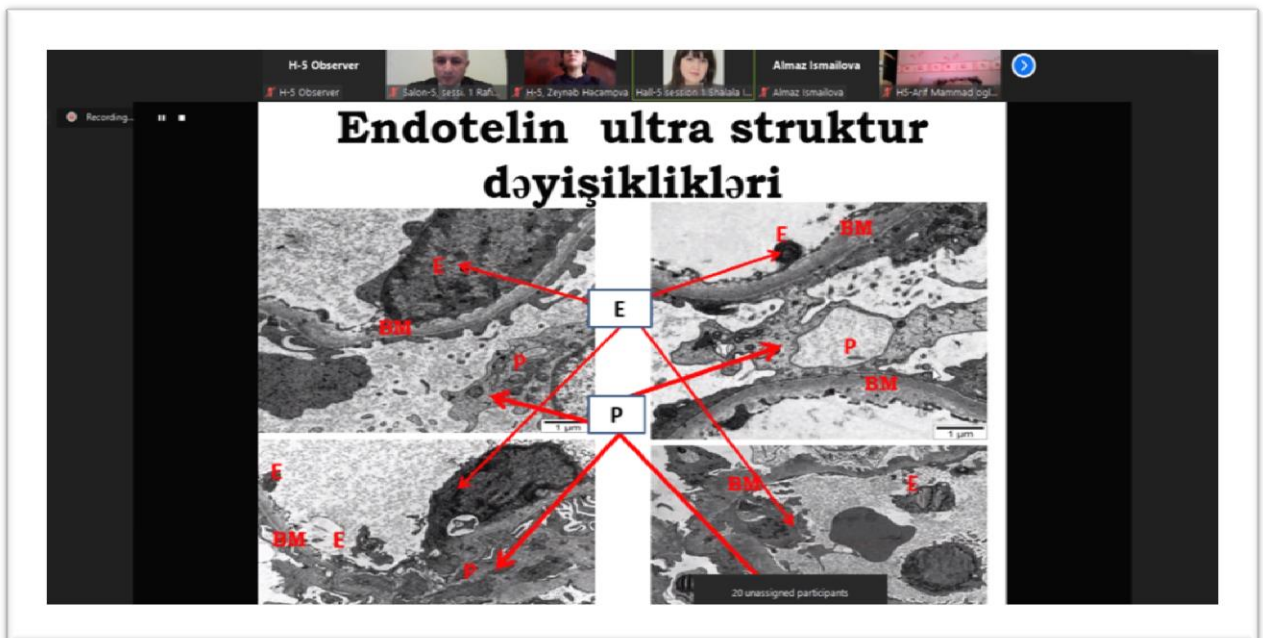 H-5 Observer
Almaz Ismailova
H-5 Observer
Salon-5, sessi. 1 Rafi...
H-5, Zeynab Hacamova
Hall-5 session 1 Shalala I...
Almaz Ismailova
H5-Arif Mammad ogl...
Recording...
Endotelin ultra struktur
dəyişiklikləri
E
BM
P
1 µm
E
BM
P
BM
1 µm
E
P
E
BM
E
P
BM
E
20 unassigned participants